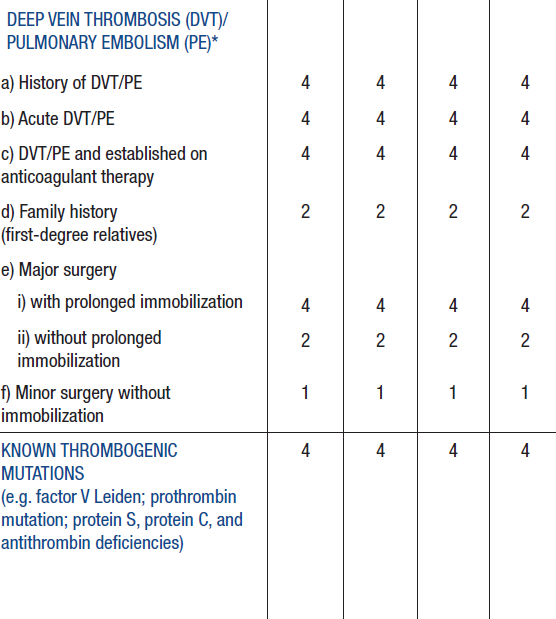 DEEP VEIN THROMBOSIS (DVT)/
PULMONARY EMBOLISM (PE)*
a) History of DVT/PE 4 4 4 4
b) Acute DVT/PE 4 4 4 4
c) DVT/PE and established on 4 4 4 4
anticoagulant therapy
d) Family history 2 2 2 2
(first-degree relatives)
e) Major surgery
i) with prolonged immobilization 4 4 4 4
ii) without prolonged 2 2 2 2
immobilization
f) Minor surgery without 1 1 1 1
immobilization
KNOWN THROMBOGENIC 4 4 4 4
MUTATIONS
(e.g. factor V Leiden; prothrombin
mutation; protein S, protein C, and
antithrombin deficiencies)